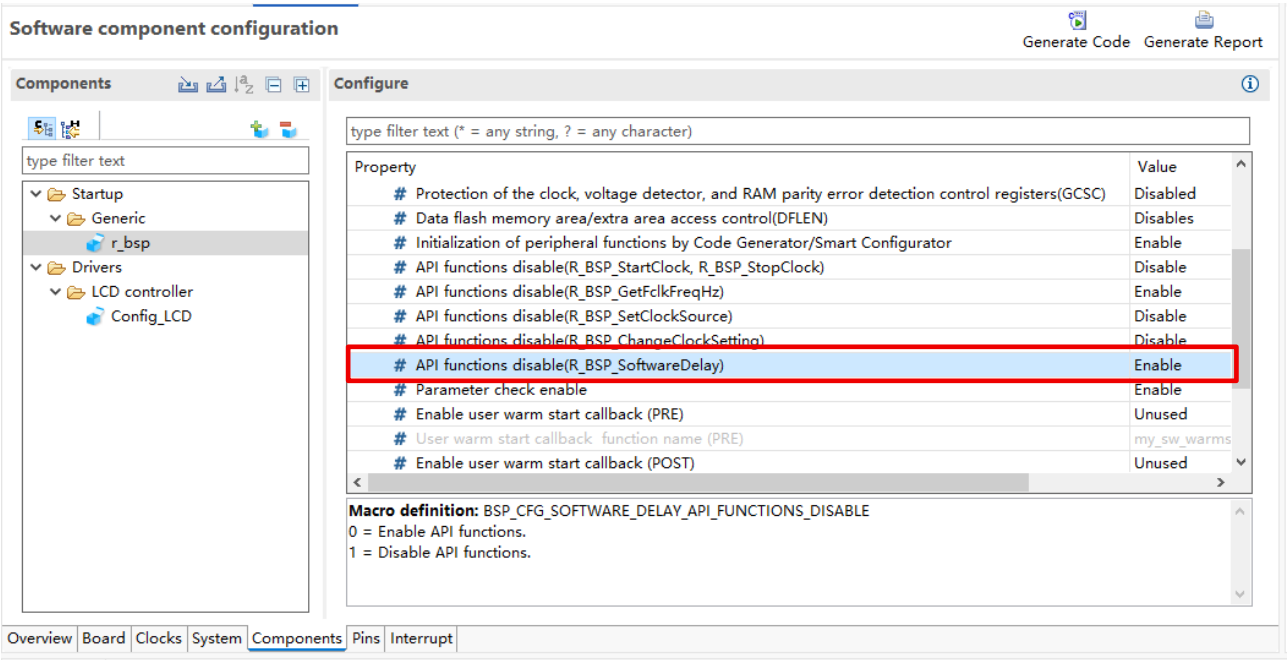 Software component configuration
Generate Code Generate Report
Components
Configure
type filter text
Startup
Generic
r_bsp
Drivers
LCD controller
Config_LCD
type filter text (* = any string, ? = any character)
Property Value
# Protection of the clock, voltage detector, and RAM parity error detection control registers(GCSC) Disabled
# Data flash memory area/extra area access control(DFLEN) Disables
# Initialization of peripheral functions by Code Generator/Smart Configurator Enable
# API functions disable(R_BSP_StartClock, R_BSP_StopClock) Disable
# API functions disable(R_BSP_GetFclkFreqHz) Enable
# API functions disable(R_BSP_SetClockSource) Disable
# API functions disable(R_BSP_ChangeClockSetting) Disable
# API functions disable(R_BSP_SoftwareDelay) Enable
# Parameter check enable Enable
# Enable user warm start callback (PRE) Unused
# User warm start callback function name (PRE) my_sw_warms
# Enable user warm start callback (POST) Unused
Macro definition: BSP_CFG_SOFTWARE_DELAY_API_FUNCTIONS_DISABLE
0 = Enable API functions.
1 = Disable API functions.
Overview Board Clocks System Components Pins Interrupt